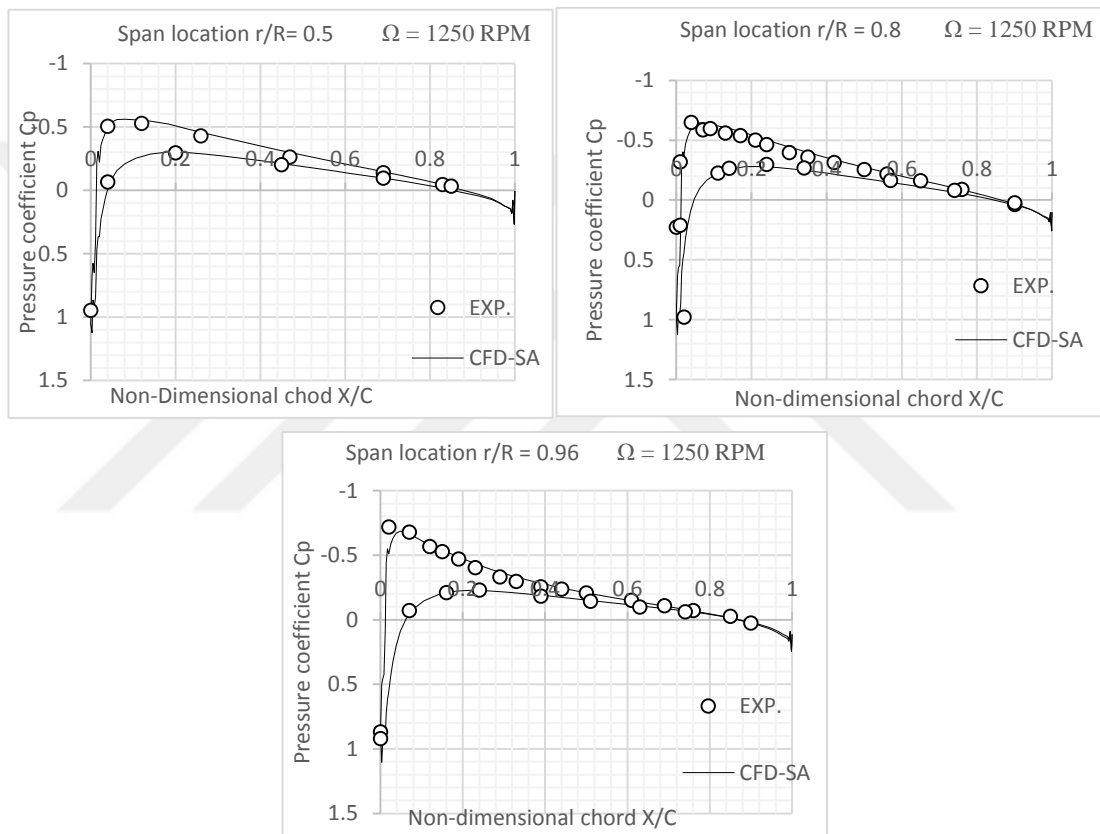 Span location r/R= 0.5 Ω = 1250 RPM
-1
-0.5
0
0.5
1
1.5
0 0.2 0.4 0.6 0.8 1
Pressure coefficient Cp
EXP.
CFD-SA
Non-Dimensional chod X/C
Span location r/R = 0.8 Ω = 1250 RPM
-1
-0.5
0
0.5
1
1.5
0 0.2 0.4 0.6 0.8 1
Pressure coefficient Cp
EXP.
CFD-SA
Non-dimensional chord X/C
Span location r/R = 0.96 Ω = 1250 RPM
-1
-0.5
0
0.5
1
1.5
0 0.2 0.4 0.6 0.8 1
Pressure coefficient Cp
EXP.
CFD-SA
Non-dimensional chord X/C